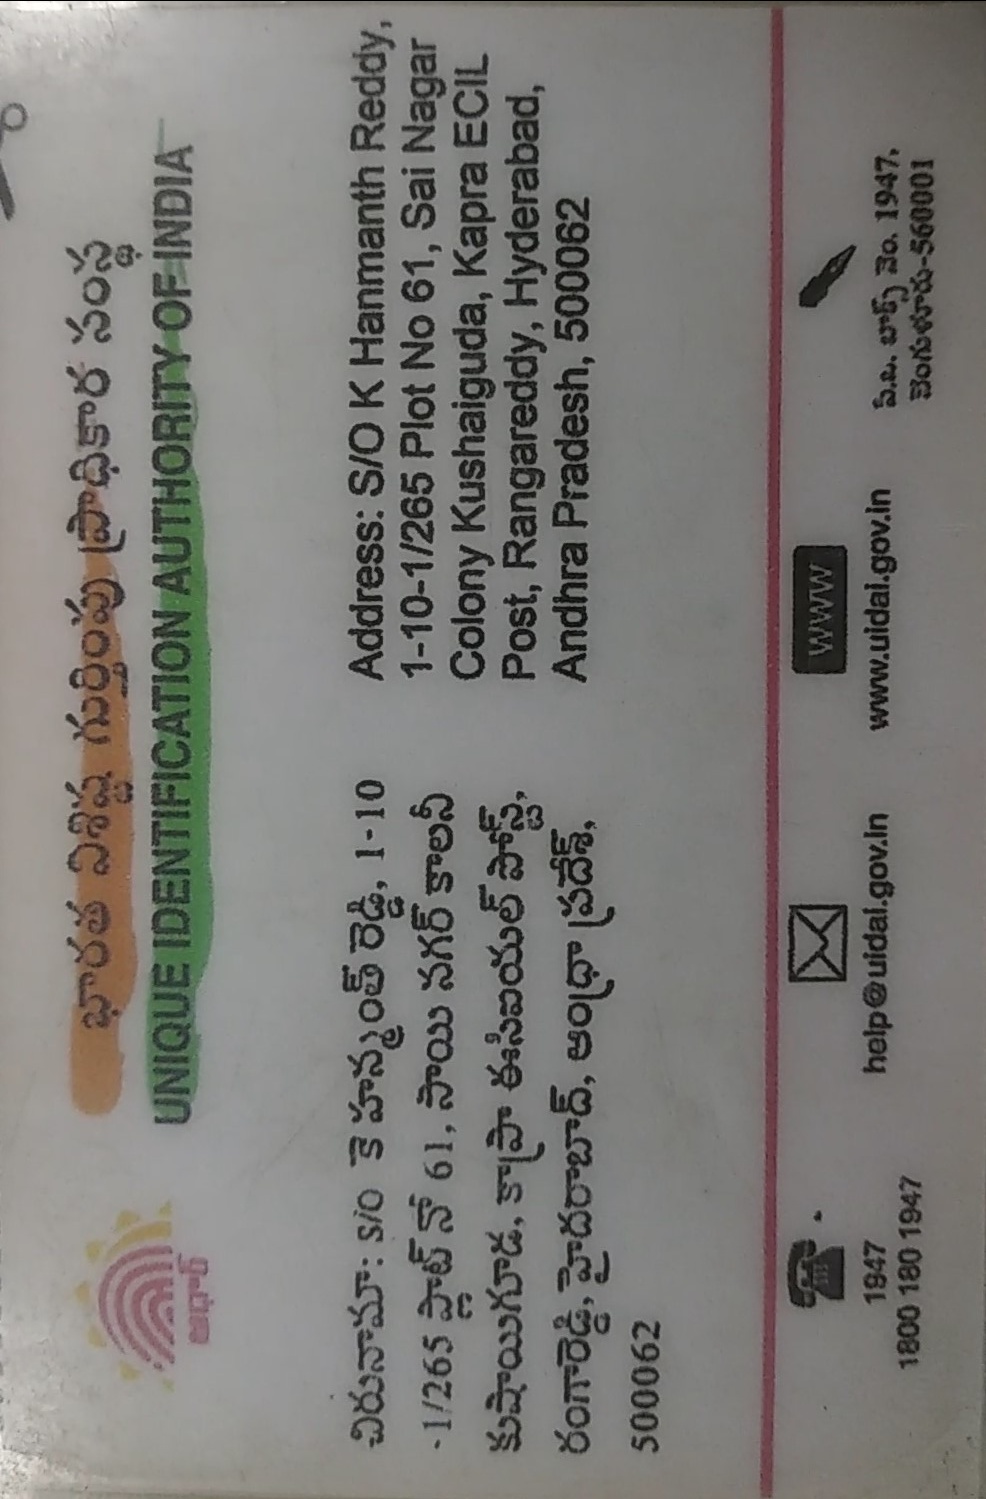 భారత విశిష్ట గుర్తింపు ప్రాధికార సంస్థ
UNIQUE IDENTIFICATION AUTHORITY OF INDIA
ఆధార్
చిరునామా: S/O కె హన్మంత్ రెడ్డి, 1-10
-1/265 ప్లాట్ నో 61, సాయి నగర్ కాలనీ
కుషాయిగూడ, కాప్రా ఈసిఐయల్ పోస్ట్,
రంగారెడ్డి, హైదరాబాద్, ఆంధ్రా ప్రదేశ్,
500062
Address: S/O K Hanmanth Reddy,
1-10-1/265 Plot No 61, Sai Nagar
Colony Kushaiguda, Kapra ECIL
Post, Rangareddy, Hyderabad,
Andhra Pradesh, 500062
1947
1800 180 1947
help@uidai.gov.in
WWW
www.uidai.gov.in
పి.ఒ. బాక్స్ నెం. 1947,
బెంగుళూరు-560001